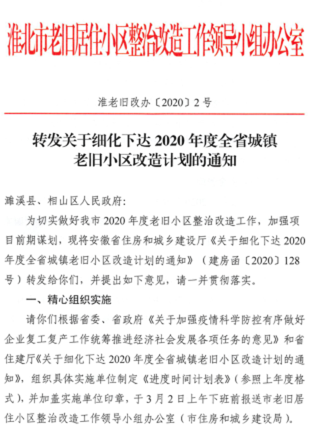 淮北市老旧居住小区整治改造工作领导小组办公室
淮老旧改办〔2020〕2 号
转发关于细化下达 2020 年度全省城镇
老旧小区改造计划的通知
濉溪县、相山区人民政府:
为切实做好我市 2020 年度老旧小区整治改造工作,加强项
目前期谋划,现将安徽省住房和城乡建设厅《关于细化下达 2020
年度全省城镇老旧小区改造计划的通知》(建房函〔2020〕128
号)转发给你们,并提出如下意见,请一并贯彻落实。
一、精心组织实施
请你们根据省委、省政府《关于加强疫情科学防控有序做好
企业复工复产工作统筹推进经济社会发展各项任务的意见》和省
住建厅《关于细化下达 2020 年度全省城镇老旧小区改造计划的通
知》,组织具体实施单位制定《进度时间计划表》(参照上年度格
式),并加盖实施单位印章,于 3 月 2 日上午下班前报送市老旧居
住小区整治改造工作领导小组办公室(市住房和城乡建设局)。